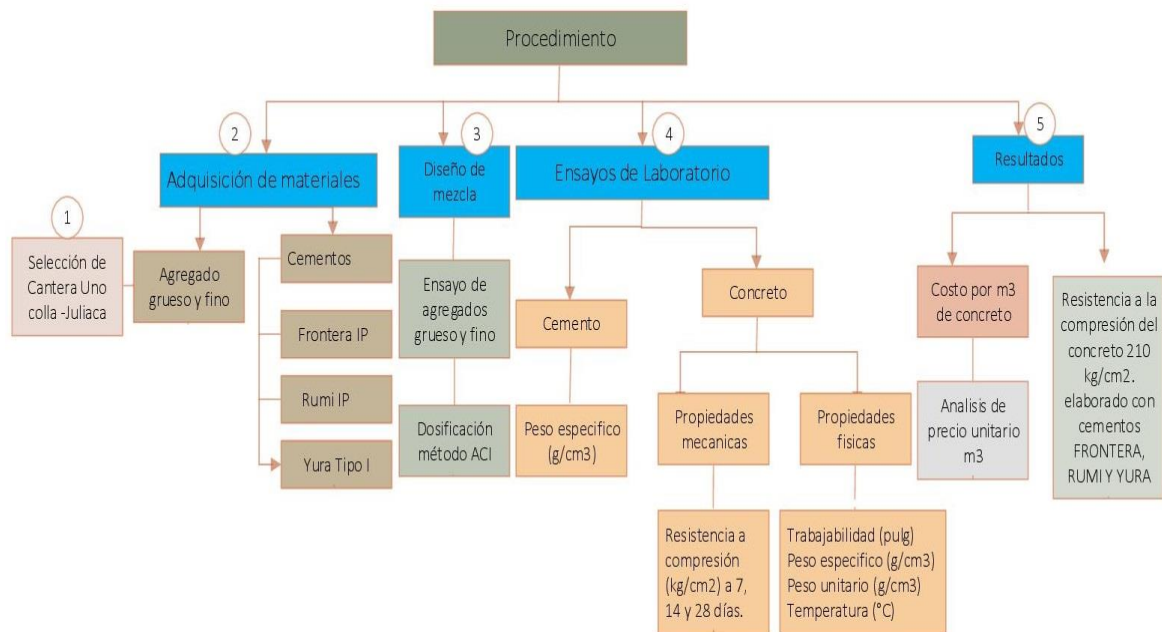 Procedimiento
2
Adquisición de materiales
3
Diseño de
mezcla
4
Ensayos de Laboratorio
5
Resultados
1
Selección de
Cantera Uno
colla -Juliaca
Agregado
grueso y fino
Cementos
Frontera IP
Rumi IP
Yura Tipo I
Ensayo de
agregados
grueso y fino
Dosificación
método ACI
Cemento
Peso especifico
(g/cm3)
Concreto
Propiedades
mecanicas
Resistencia a
compresión
(kg/cm2) a 7,
14 y 28 días.
Propiedades
fisicas
Trabajabilidad (pulg)
Peso especifico (g/cm3)
Peso unitario (g/cm3)
Temperatura (°C)
Costo por m3
de concreto
Analisis de
precio unitario
m3
Resistencia a la
compresión del
concreto 210
kg/cm2.
elaborado con
cementos
FRONTERA,
RUMI Y YURA